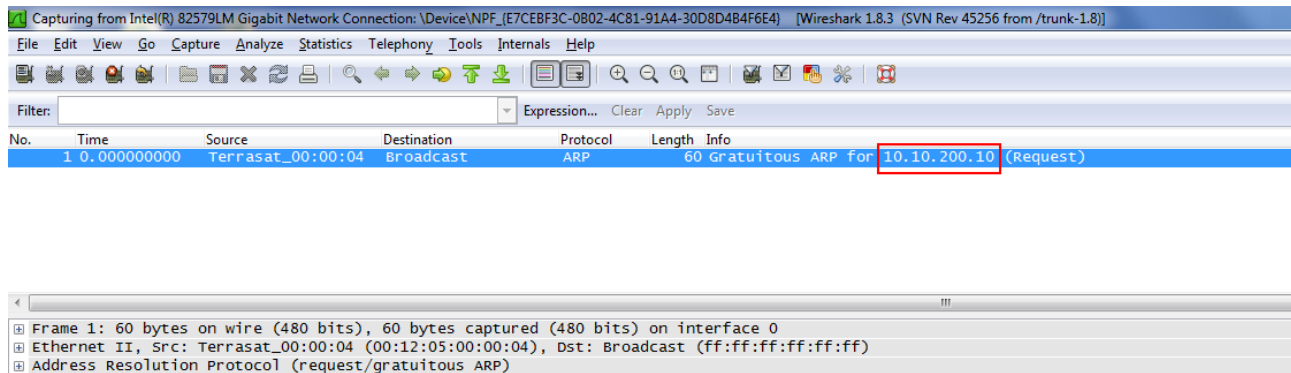 Capturing from Intel(R) 82579LM Gigabit Network Connection: \Device\NPF_{E7CEBF3C-0B02-4C81-91A4-30D8D4B4F6E4} [Wireshark 1.8.3 (SVN Rev 45256 from /trunk-1.8)]
File Edit View Go Capture Analyze Statistics Telephony Tools Internals Help
Filter: Expression... Clear Apply Save
No. Time Source Destination Protocol Length Info
1 0.000000000 Terrasat_00:00:04 Broadcast ARP 60 Gratuitous ARP for 10.10.200.10 (Request)
Frame 1: 60 bytes on wire (480 bits), 60 bytes captured (480 bits) on interface 0
Ethernet II, Src: Terrasat_00:00:04 (00:12:05:00:00:04), Dst: Broadcast (ff:ff:ff:ff:ff:ff)
Address Resolution Protocol (request/gratuitous ARP)